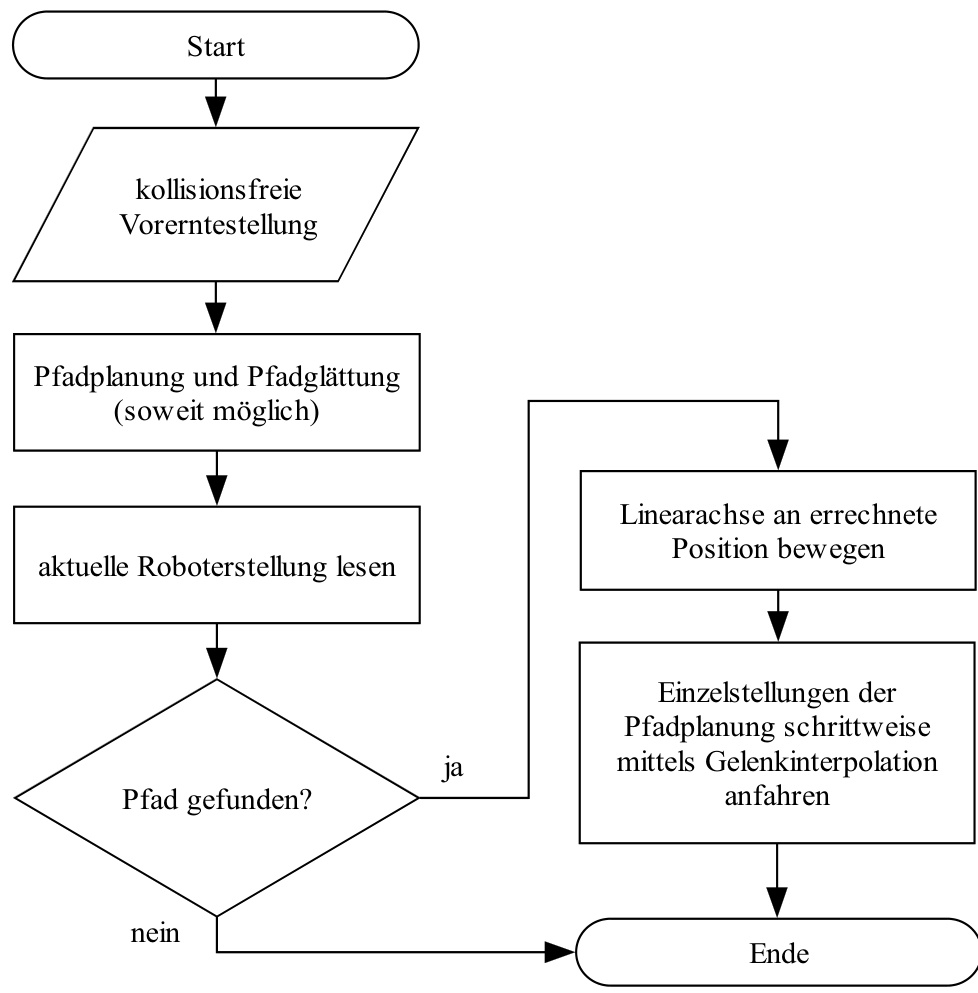 Start
kollisionsfreie
Vorerntestellung
Pfadplanung und Pfadglättung
(soweit möglich)
aktuelle Roboterstellung lesen
Pfad gefunden?
ja
nein
Linearachse an errechnete
Position bewegen
Einzelstellungen der
Pfadplanung schrittweise
mittels Gelenkinterpolation
anfahren
Ende